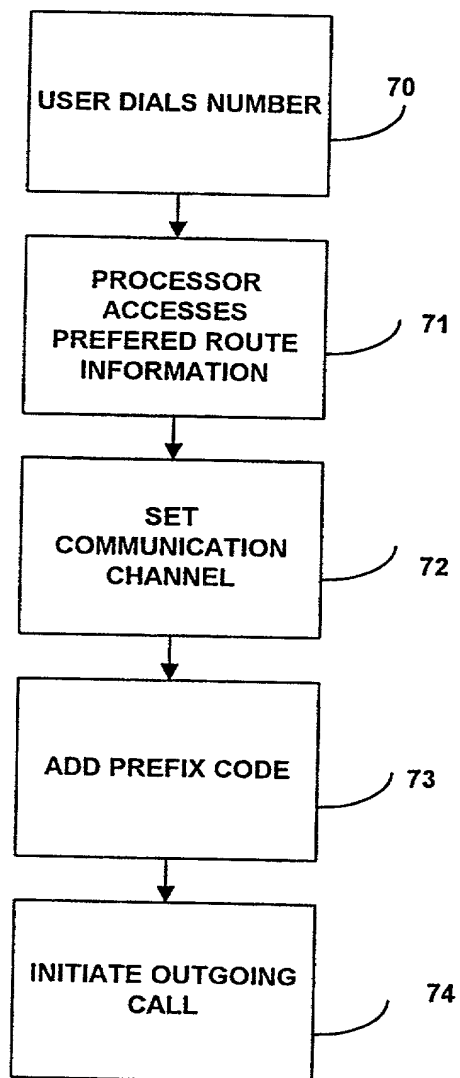 USER DIALS NUMBER
70
PROCESSOR
ACCESSES
PREFERED ROUTE
INFORMATION
71
SET
COMMUNICATION
CHANNEL
72
ADD PREFIX CODE
73
INITIATE OUTGOING
CALL
74